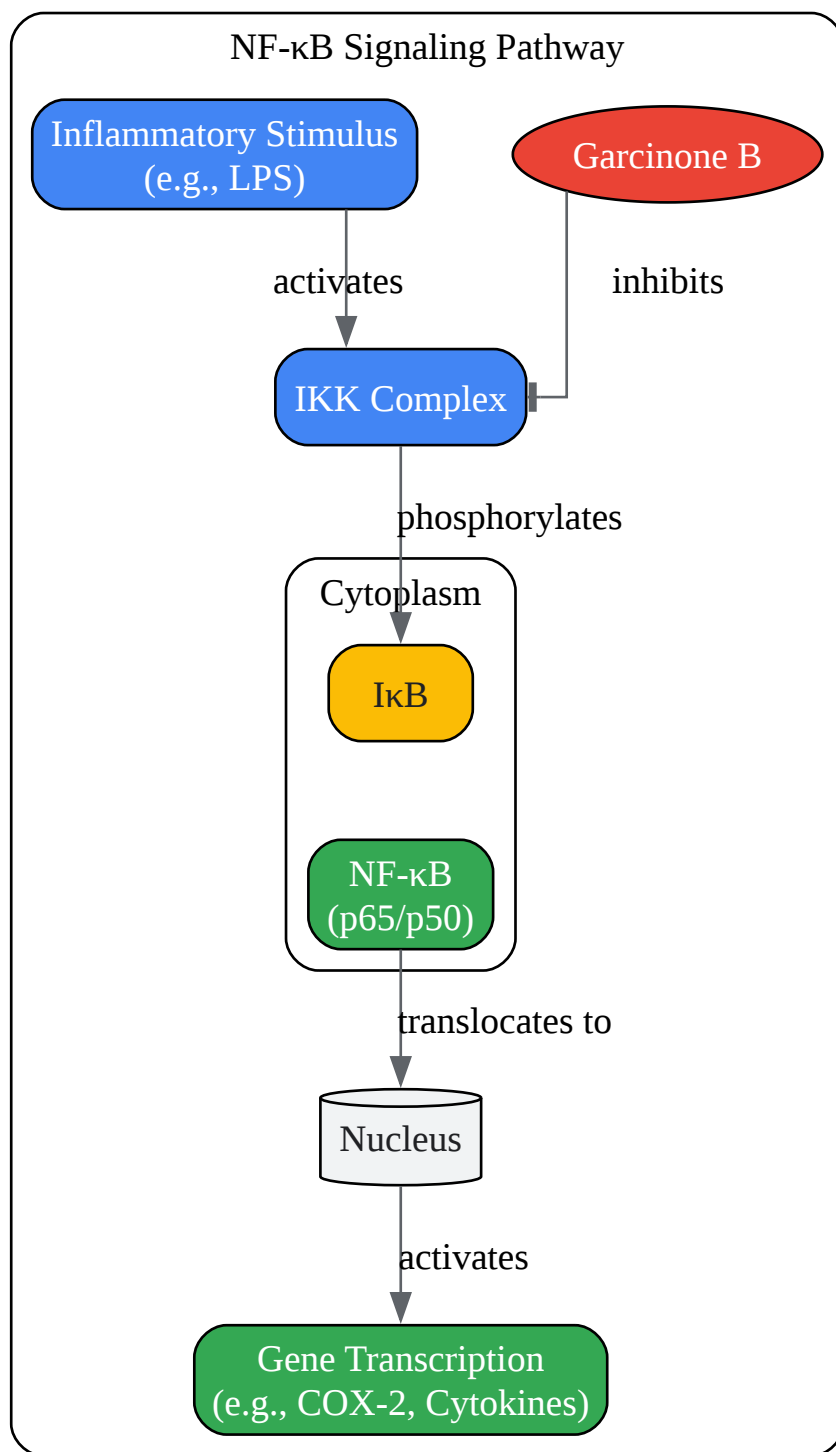 NF-κB Signaling Pathway
Inflammatory Stimulus
(e.g., LPS)
Garcinone B
activates
inhibits
IKK Complex
phosphorylates
Cytoplasm
IκB
NF-κB
(p65/p50)
translocates to
Nucleus
activates
Gene Transcription
(e.g., COX-2, Cytokines)